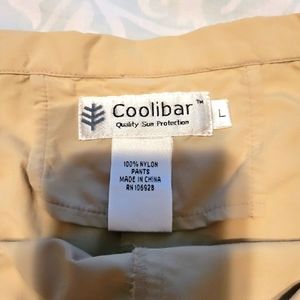 Coolibar™
Quality Sun Protection
L
100% NYLON
PANTS
MADE IN CHINA
RN 106928